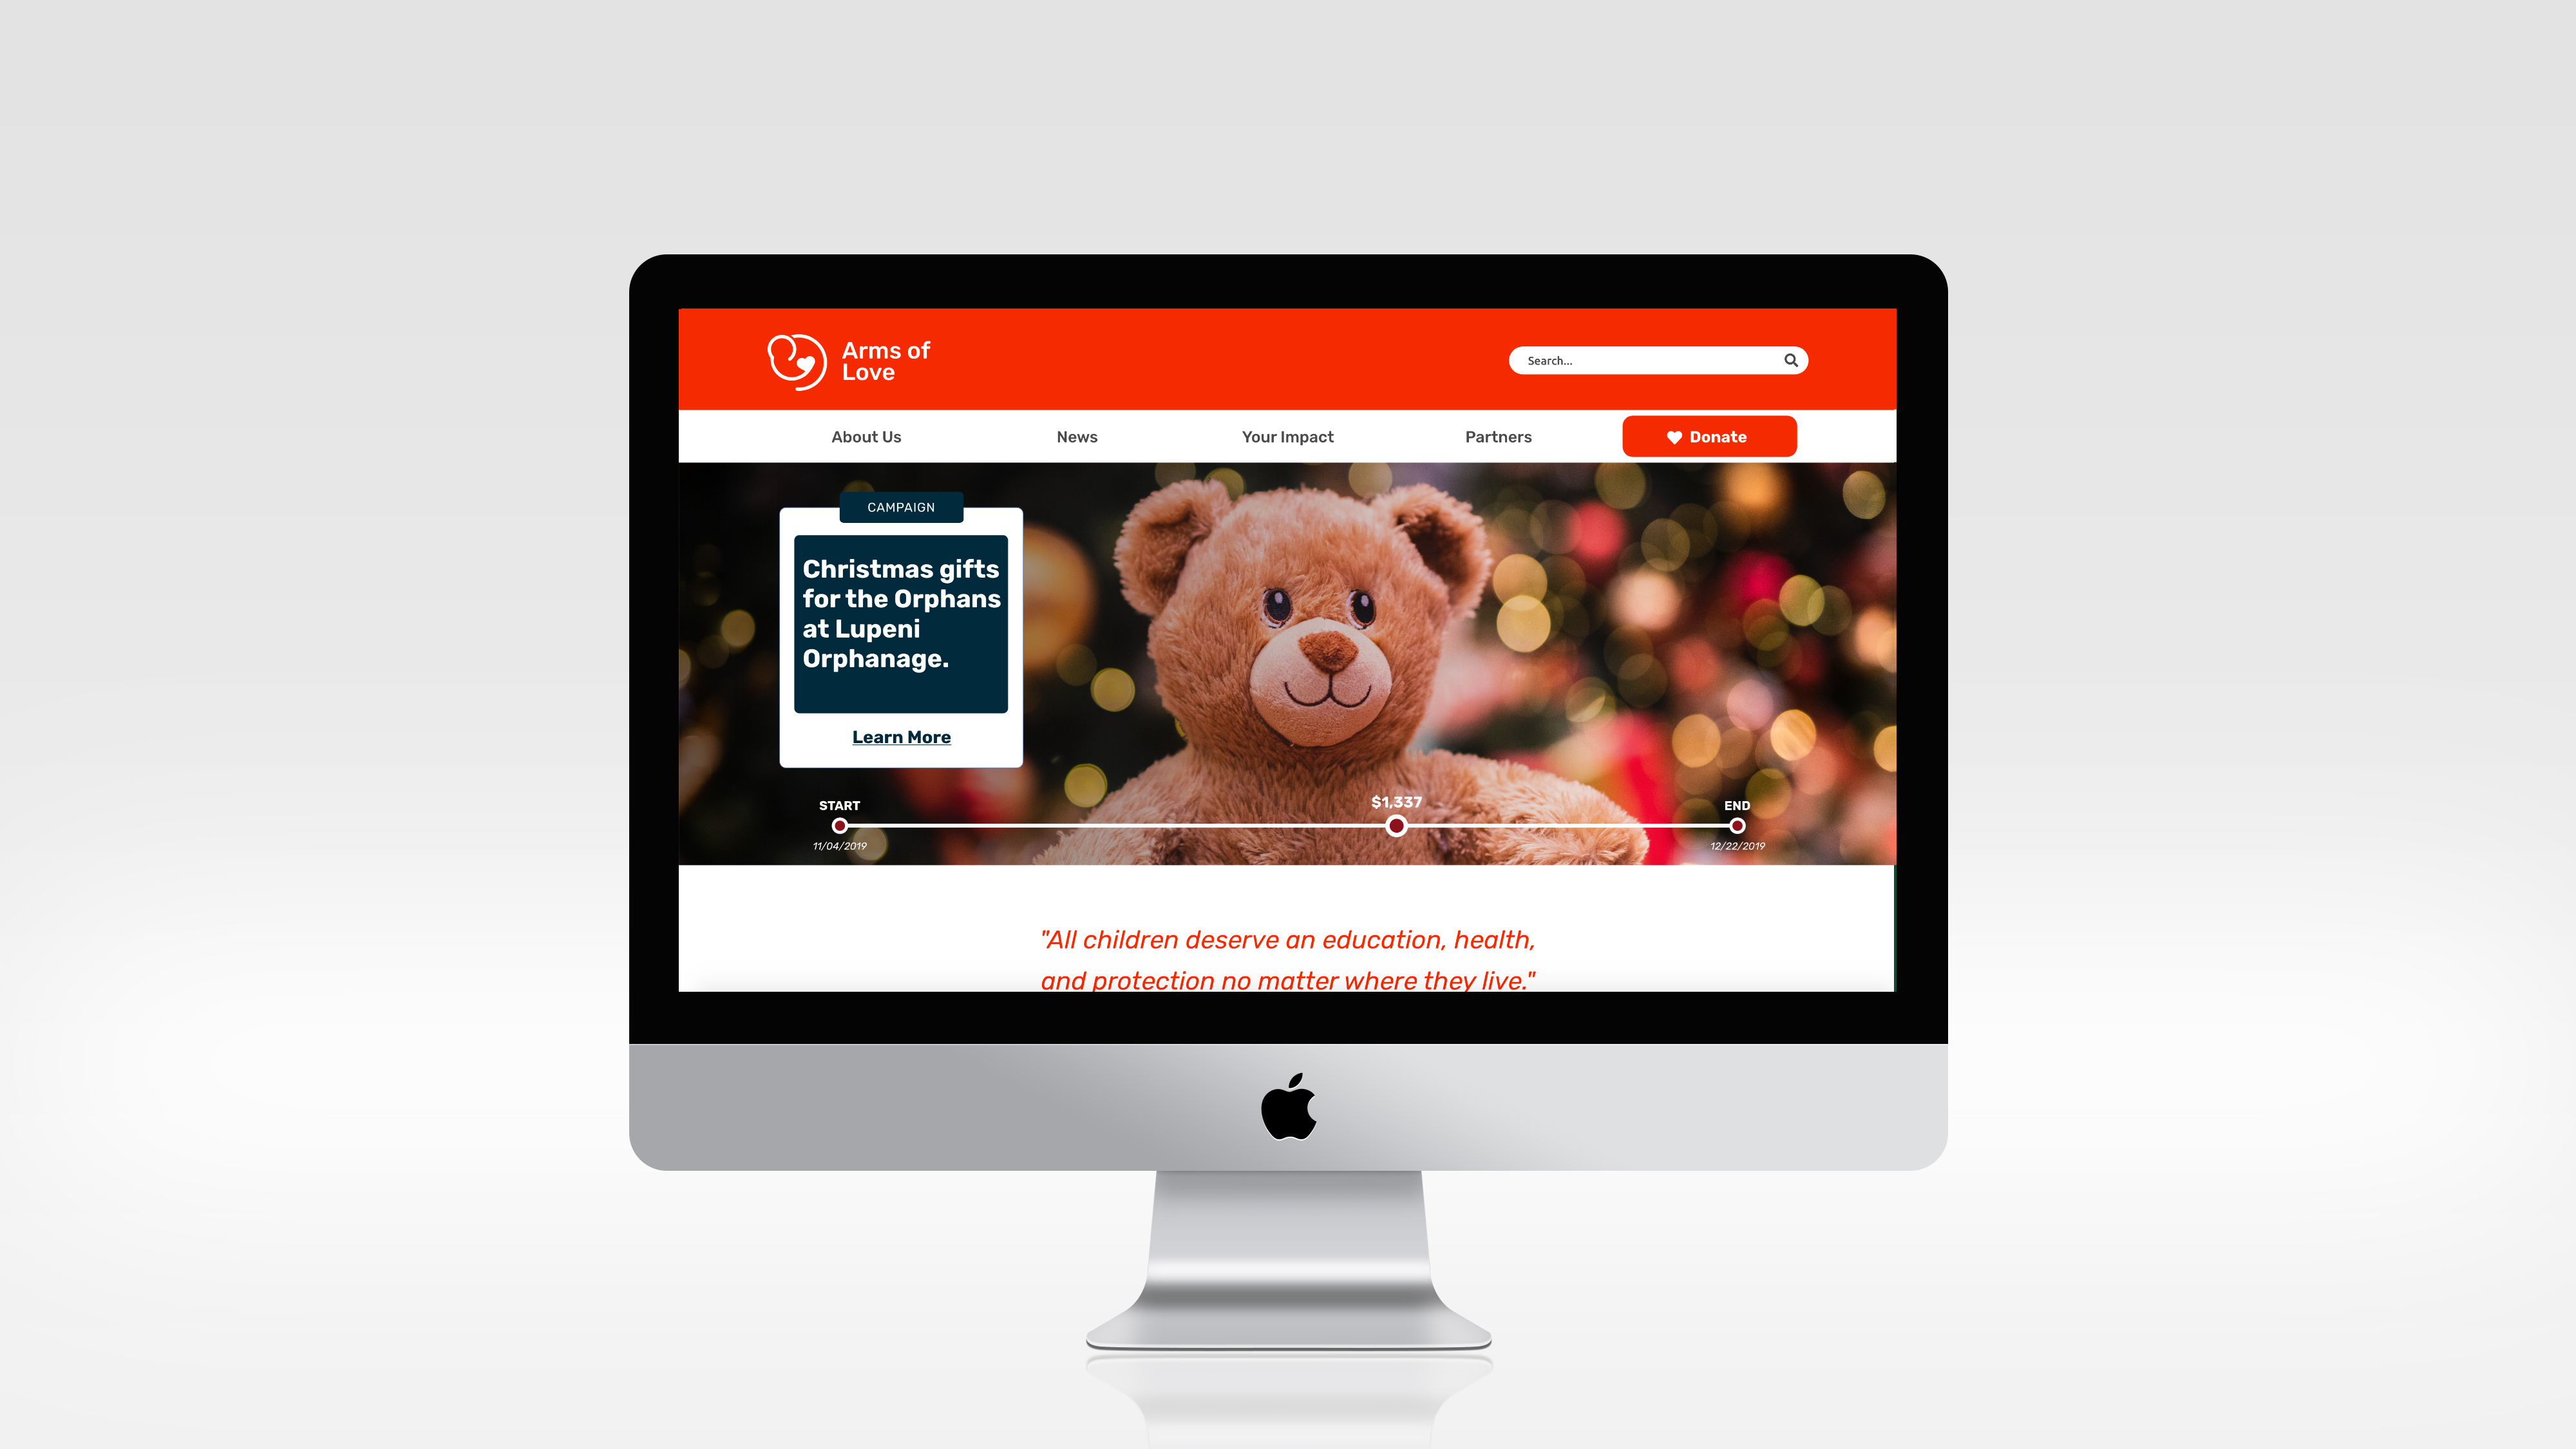 Arms of
Love
Search...
About Us
News
Your Impact
Partners
Donate
CAMPAIGN
Christmas gifts
for the Orphans
at Lupeni
Orphanage.
Learn More
START
$1,337
END
11/04/2019
12/22/2019
"All children deserve an education, health,
and protection no matter where they live."